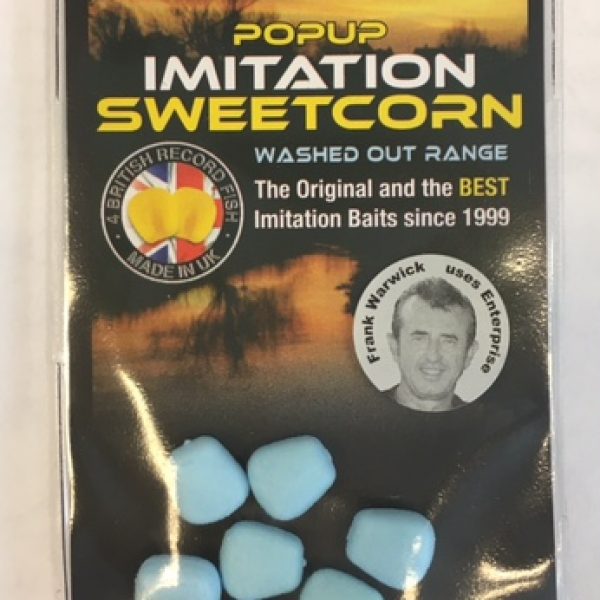 POPUP
IMITATION
SWEETCORN
WASHED OUT RANGE
The Original and the BEST
Imitation Baits since 1999
4 BRITISH RECORD FISH
MADE IN UK
Frank Warwick uses Enterprise